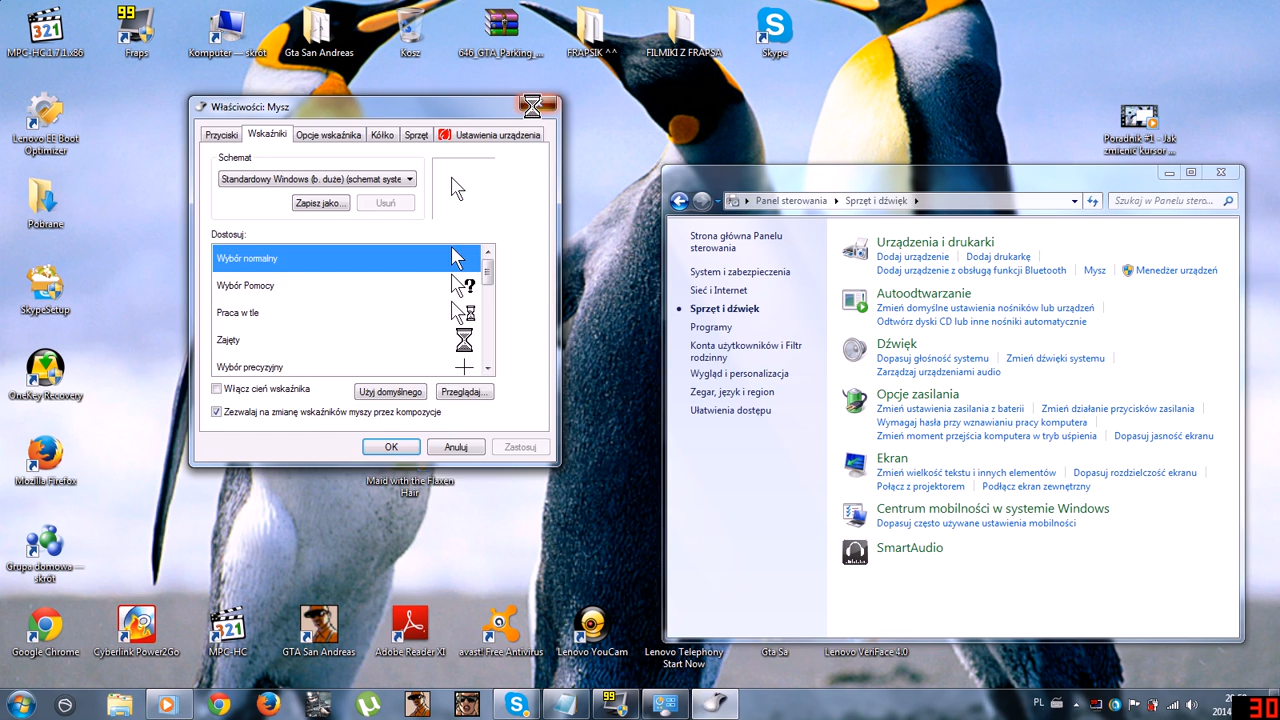 MPC-HC.1.7.1.x86
Fraps
Komputer — skrót
Gta San Andreas
Kosz
646_GTA_Parking_...
FRAPSIK ^^
FILMIKI Z FRAPSA
Skype
Lenovo EE Boot
Optimizer
Pobrane
SkypeSetup
OneKey Recovery
Mozilla Firefox
Grupa domowa —
skrót
Poradnik #1 - Jak
zmienić kursor ...
Właściwości: Mysz
Przyciski
Wskaźniki
Opcje wskaźnika
Kółko
Sprzęt
Ustawienia urządzenia
Schemat
Standardowy Windows (b. duże) (schemat syste
Zapisz jako...
Usuń
Dostosuj:
Wybór normalny
Wybór Pomocy
Praca w tle
Zajęty
Wybór precyzyjny
Włącz cień wskaźnika
Użyj domyślnego
Przeglądaj...
Zezwalaj na zmianę wskaźników myszy przez kompozycje
OK
Anuluj
Zastosuj
Maid with the Flaxen
Hair
Panel sterowania
Sprzęt i dźwięk
Szukaj w Panelu stero...
Strona główna Panelu
sterowania
System i zabezpieczenia
Sieć i Internet
Sprzęt i dźwięk
Programy
Konta użytkowników i Filtr
rodzinny
Wygląd i personalizacja
Zegar, język i region
Ułatwienia dostępu
Urządzenia i drukarki
Dodaj urządzenie
Dodaj drukarkę
Dodaj urządzenie z obsługą funkcji Bluetooth
Mysz
Menedżer urządzeń
Autoodtwarzanie
Zmień domyślne ustawienia nośników lub urządzeń
Odtwórz dyski CD lub inne nośniki automatycznie
Dźwięk
Dopasuj głośność systemu
Zmień dźwięki systemu
Zarządzaj urządzeniami audio
Opcje zasilania
Zmień ustawienia zasilania z baterii
Zmień działanie przycisków zasilania
Wymagaj hasła przy wznawianiu pracy komputera
Zmień moment przejścia komputera w tryb uśpienia
Dopasuj jasność ekranu
Ekran
Zmień wielkość tekstu i innych elementów
Dopasuj rozdzielczość ekranu
Połącz z projektorem
Podłącz ekran zewnętrzny
Centrum mobilności w systemie Windows
Dopasuj często używane ustawienia mobilności
SmartAudio
Google Chrome
Cyberlink Power2Go
MPC-HC
GTA San Andreas
Adobe Reader XI
avast! Free Antivirus
Lenovo YouCam
Lenovo Telephony
Start Now
Gta Sa
Lenovo VeriFace 4.0
PL
30